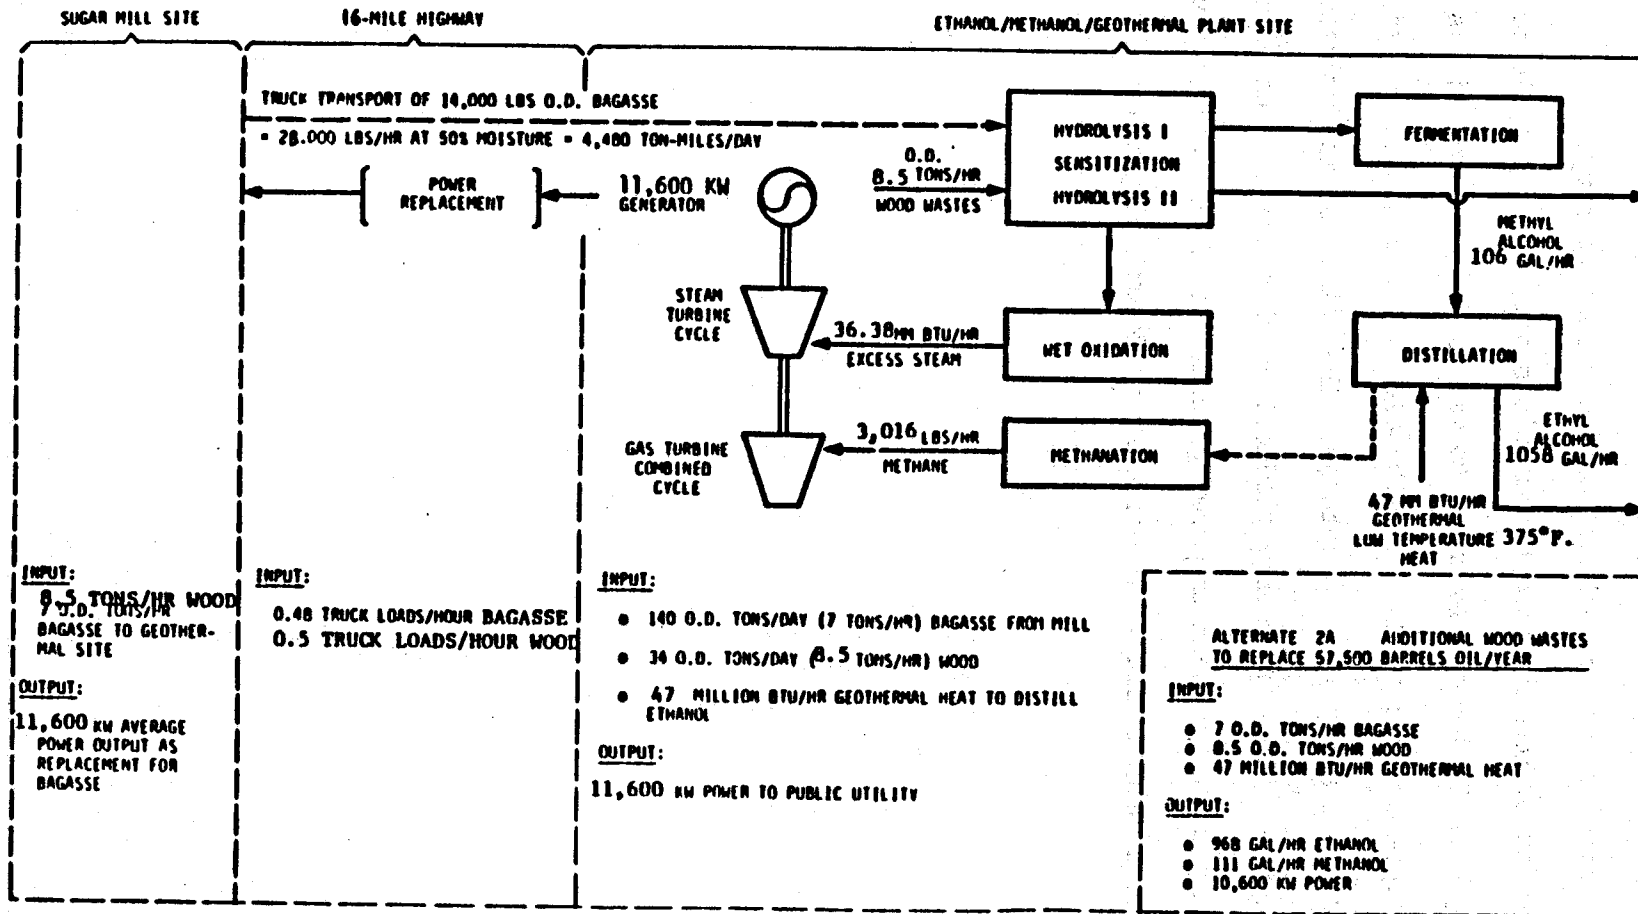 SUGAR MILL SITE
16-MILE HIGHWAY
ETHANOL/METHANOL/GEOTHERMAL PLANT SITE
TRUCK TRANSPORT OF 14,000 LBS O.D. BAGASSE
= 28.000 LBS/HR AT 50% MOISTURE = 4,480 TON-MILES/DAY
POWER
REPLACEMENT
11,600 KW
GENERATOR
O.D.
8.5 TONS/HR
WOOD WASTES
HYDROLYSIS I
SENSITIZATION
HYDROLYSIS II
FERMENTATION
METHYL
ALCOHOL
106 GAL/HR
STEAM
TURBINE
CYCLE
36.38 MM BTU/HR
EXCESS STEAM
WET OXIDATION
DISTILLATION
GAS TURBINE
COMBINED
CYCLE
3,016 LBS/HR
METHANE
METHANATION
ETHYL
ALCOHOL
1058 GAL/HR
47 MM BTU/HR
GEOTHERMAL
LOW TEMPERATURE 375°F.
HEAT
INPUT:
8.5 TONS/HR WOOD
7 O.D. TONS/HR
BAGASSE TO GEOTHER-
MAL SITE
OUTPUT:
11,600 KW AVERAGE
POWER OUTPUT AS
REPLACEMENT FOR
BAGASSE
INPUT:
0.48 TRUCK LOADS/HOUR BAGASSE
0.5 TRUCK LOADS/HOUR WOOD
INPUT:
● 140 O.D. TONS/DAY (7 TONS/HR) BAGASSE FROM MILL
● 34 O.D. TONS/DAY (8.5 TONS/HR) WOOD
● 47 MILLION BTU/HR GEOTHERMAL HEAT TO DISTILL
ETHANOL
OUTPUT:
11,600 KW POWER TO PUBLIC UTILITY
ALTERNATE 2A ADDITIONAL WOOD WASTES
TO REPLACE 57,500 BARRELS OIL/YEAR
INPUT:
● 7 O.D. TONS/HR BAGASSE
● 8.5 O.D. TONS/HR WOOD
● 47 MILLION BTU/HR GEOTHERMAL HEAT
OUTPUT:
● 968 GAL/HR ETHANOL
● 111 GAL/HR METHANOL
● 10,600 KW POWER